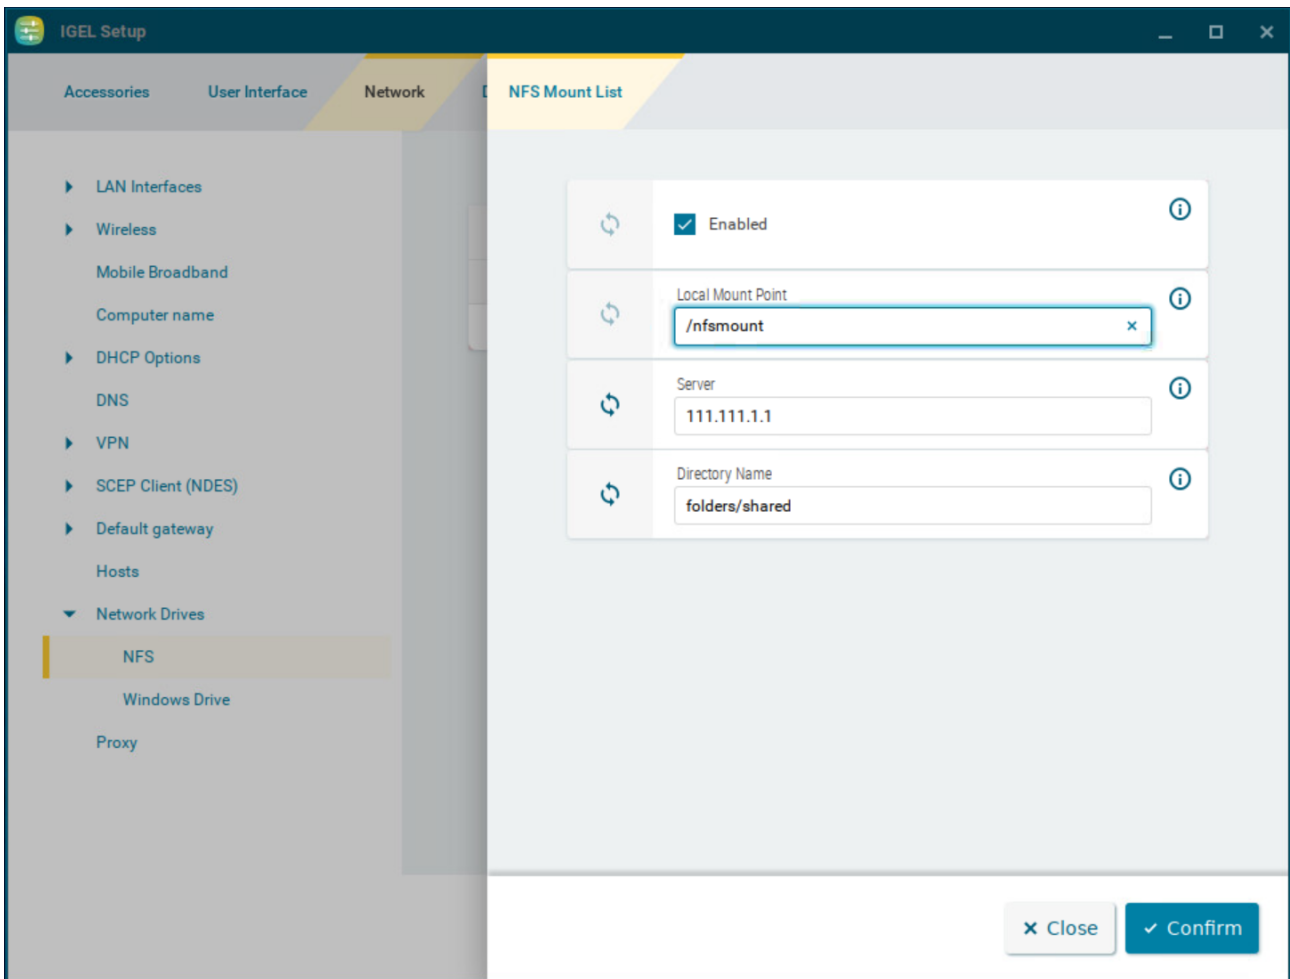 IGEL Setup
Accessories
User Interface
Network
NFS Mount List
LAN Interfaces
Wireless
Mobile Broadband
Computer name
DHCP Options
DNS
VPN
SCEP Client (NDES)
Default gateway
Hosts
Network Drives
NFS
Windows Drive
Proxy
Enabled
Local Mount Point
/nfsmount
Server
111.111.1.1
Directory Name
folders/shared
Close
Confirm